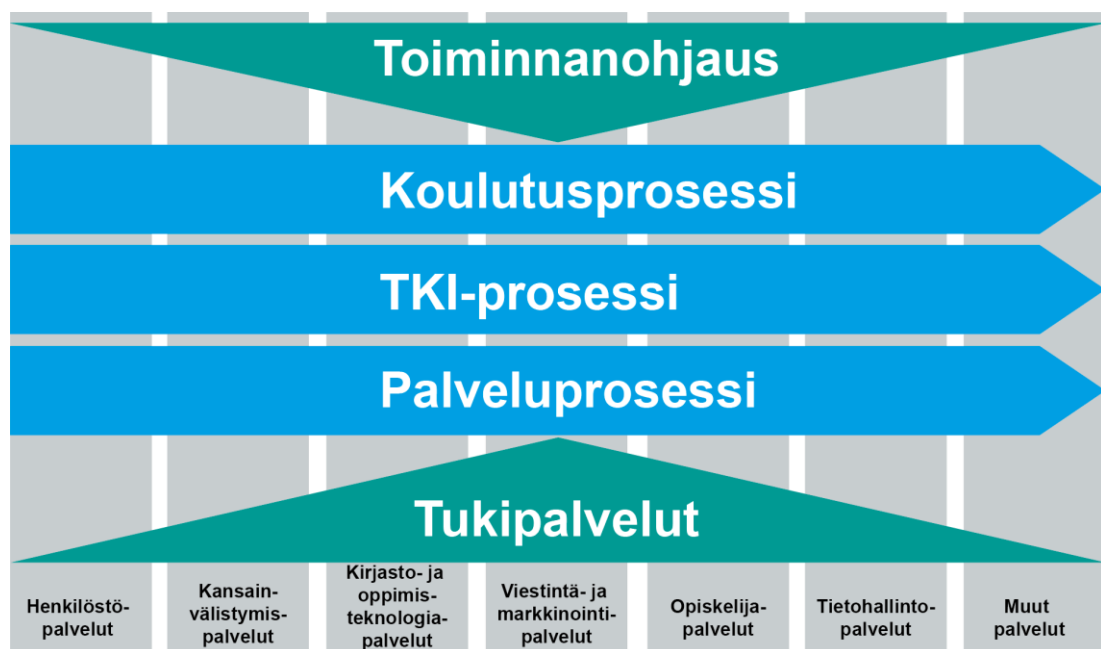 Toiminnanohjaus
Koulutusprosessi
TKI-prosessi
Palveluprosessi
Tukipalvelut
Henkilöstö-
palvelut
Kansain-
välistymis-
palvelut
Kirjasto- ja
oppimis-
teknologia-
palvelut
Viestintä- ja
markkinointi-
palvelut
Opiskelija-
palvelut
Tietohallinto-
palvelut
Muut
palvelut